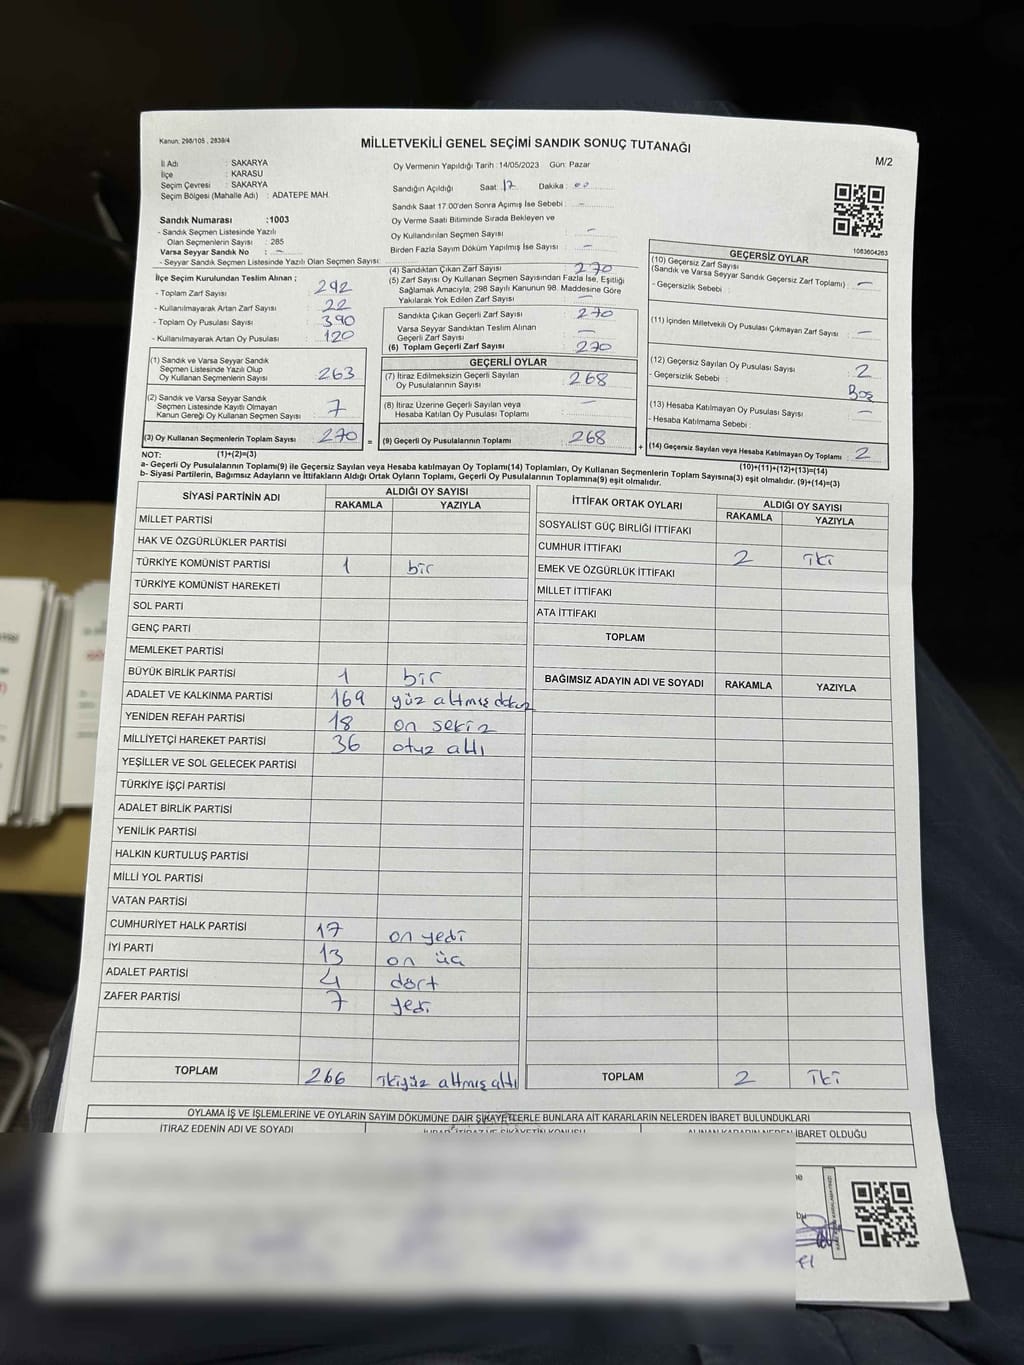 Kanun: 298/105 , 2839/4
MİLLETVEKİLİ GENEL SEÇİMİ SANDIK SONUÇ TUTANAĞI
M/2
İl Adı : SAKARYA
İlçe : KARASU
Seçim Çevresi : SAKARYA
Seçim Bölgesi (Mahalle Adı) : ADATEPE MAH.
Oy Vermenin Yapıldığı Tarih : 14/05/2023 Gün: Pazar
Sandığın Açıldığı Saat : 17 Dakika : 00
Sandık Saat 17.00'den Sonra Açımış İse Sebebi : -
Oy Verme Saati Bitiminde Sırada Bekleyen ve
Oy Kullandırılan Seçmen Sayısı -
Birden Fazla Sayım Döküm Yapılmış İse Sayısı -
Sandık Numarası :1003
- Sandık Seçmen Listesinde Yazılı
Olan Seçmenlerin Sayısı : 285
Varsa Seyyar Sandık No : -
- Seyyar Sandık Seçmen Listesinde Yazılı Olan Seçmen Sayısı:
İlçe Seçim Kurulundan Teslim Alınan ;
- Toplam Zarf Sayısı 292
- Kullanılmayarak Artan Zarf Sayısı 22
- Toplam Oy Pusulası Sayısı 390
- Kullanılmayarak Artan Oy Pusulası 120
(1) Sandık ve Varsa Seyyar Sandık
Seçmen Listesinde Yazılı Olup
Oy Kullanan Seçmenlerin Sayısı 263
(2) Sandık ve Varsa Seyyar Sandık
Seçmen Listesinde Kayıtlı Olmayan
Kanun Gereği Oy Kullanan Seçmen Sayısı 7
(3) Oy Kullanan Seçmenlerin Toplam Sayısı 270 =
(4) Sandıktan Çıkan Zarf Sayısı 270
(5) Zarf Sayısı Oy Kullanan Seçmen Sayısından Fazla İse, Eşitliği
Sağlamak Amacıyla, 298 Sayılı Kanunun 98. Maddesine Göre
Yakılarak Yok Edilen Zarf Sayısı -
Sandıkta Çıkan Geçerli Zarf Sayısı 270
Varsa Seyyar Sandıktan Teslim Alınan
Geçerli Zarf Sayısı -
(6) Toplam Geçerli Zarf Sayısı 270
GEÇERLİ OYLAR
(7) İtiraz Edilmeksizin Geçerli Sayılan
Oy Pusulalarının Sayısı 268
(8) İtiraz Üzerine Geçerli Sayılan veya
Hesaba Katılan Oy Pusulası Toplamı -
(9) Geçerli Oy Pusulalarının Toplamı 268 +
1083604263
GEÇERSİZ OYLAR
(10) Geçersiz Zarf Sayısı
(Sandık ve Varsa Seyyar Sandık Geçersiz Zarf Toplamı) : -
- Geçersizlik Sebebi :
(11) İçinden Milletvekili Oy Pusulası Çıkmayan Zarf Sayısı -
(12) Geçersiz Sayılan Oy Pusulası Sayısı 2
- Geçersizlik Sebebi : Boş
(13) Hesaba Katılmayan Oy Pusulası Sayısı -
- Hesaba Katılmama Sebebi :
(14) Geçersiz Sayılan veya Hesaba Katılmayan Oy Toplamı 2
NOT: (1)+(2)=(3) (10)+(11)+(12)+(13)=(14)
a- Geçerli Oy Pusulalarının Toplamı(9) ile Geçersiz Sayılan veya Hesaba katılmayan Oy Toplamı(14) Toplamları, Oy Kullanan Seçmenlerin Toplam Sayısına(3) eşit olmalıdır. (9)+(14)=(3)
b- Siyasi Partilerin, Bağımsız Adayların ve İttifakların Aldığı Ortak Oyların Toplamı, Geçerli Oy Pusulalarının Toplamına(9) eşit olmalıdır.
SİYASİ PARTİNİN ADI ALDIĞI OY SAYISI
RAKAMLA YAZIYLA
MİLLET PARTİSİ
HAK VE ÖZGÜRLÜKLER PARTİSİ
TÜRKİYE KOMÜNİST PARTİSİ 1 bir
TÜRKİYE KOMÜNİST HAREKETİ
SOL PARTİ
GENÇ PARTİ
MEMLEKET PARTİSİ
BÜYÜK BİRLİK PARTİSİ 1 bir
ADALET VE KALKINMA PARTİSİ 169 yüz altmış dokuz
YENİDEN REFAH PARTİSİ 18 on sekiz
MİLLİYETÇİ HAREKET PARTİSİ 36 otuz altı
YEŞİLLER VE SOL GELECEK PARTİSİ
TÜRKİYE İŞÇİ PARTİSİ
ADALET BİRLİK PARTİSİ
YENİLİK PARTİSİ
HALKIN KURTULUŞ PARTİSİ
MİLLİ YOL PARTİSİ
VATAN PARTİSİ
CUMHURİYET HALK PARTİSİ 17 on yedi
İYİ PARTİ 13 on üç
ADALET PARTİSİ 4 dört
ZAFER PARTİSİ 7 yedi
TOPLAM 266 ikiyüz altmış altı
İTTİFAK ORTAK OYLARI ALDIĞI OY SAYISI
RAKAMLA YAZIYLA
SOSYALİST GÜÇ BİRLİĞİ İTTİFAKI
CUMHUR İTTİFAKI 2 iki
EMEK VE ÖZGÜRLÜK İTTİFAKI
MİLLET İTTİFAKI
ATA İTTİFAKI
TOPLAM
BAĞIMSIZ ADAYIN ADI VE SOYADI RAKAMLA YAZIYLA
TOPLAM 2 iki
OYLAMA İŞ VE İŞLEMLERİNE VE OYLARIN SAYIM DÖKÜMÜNE DAİR ŞİKAYETLERLE BUNLARA AİT KARARLARIN NELERDEN İBARET BULUNDUKLARI
İTİRAZ EDENİN ADI VE SOYADI
ALINAN KARARIN NEDEN İBARET OLDUĞU